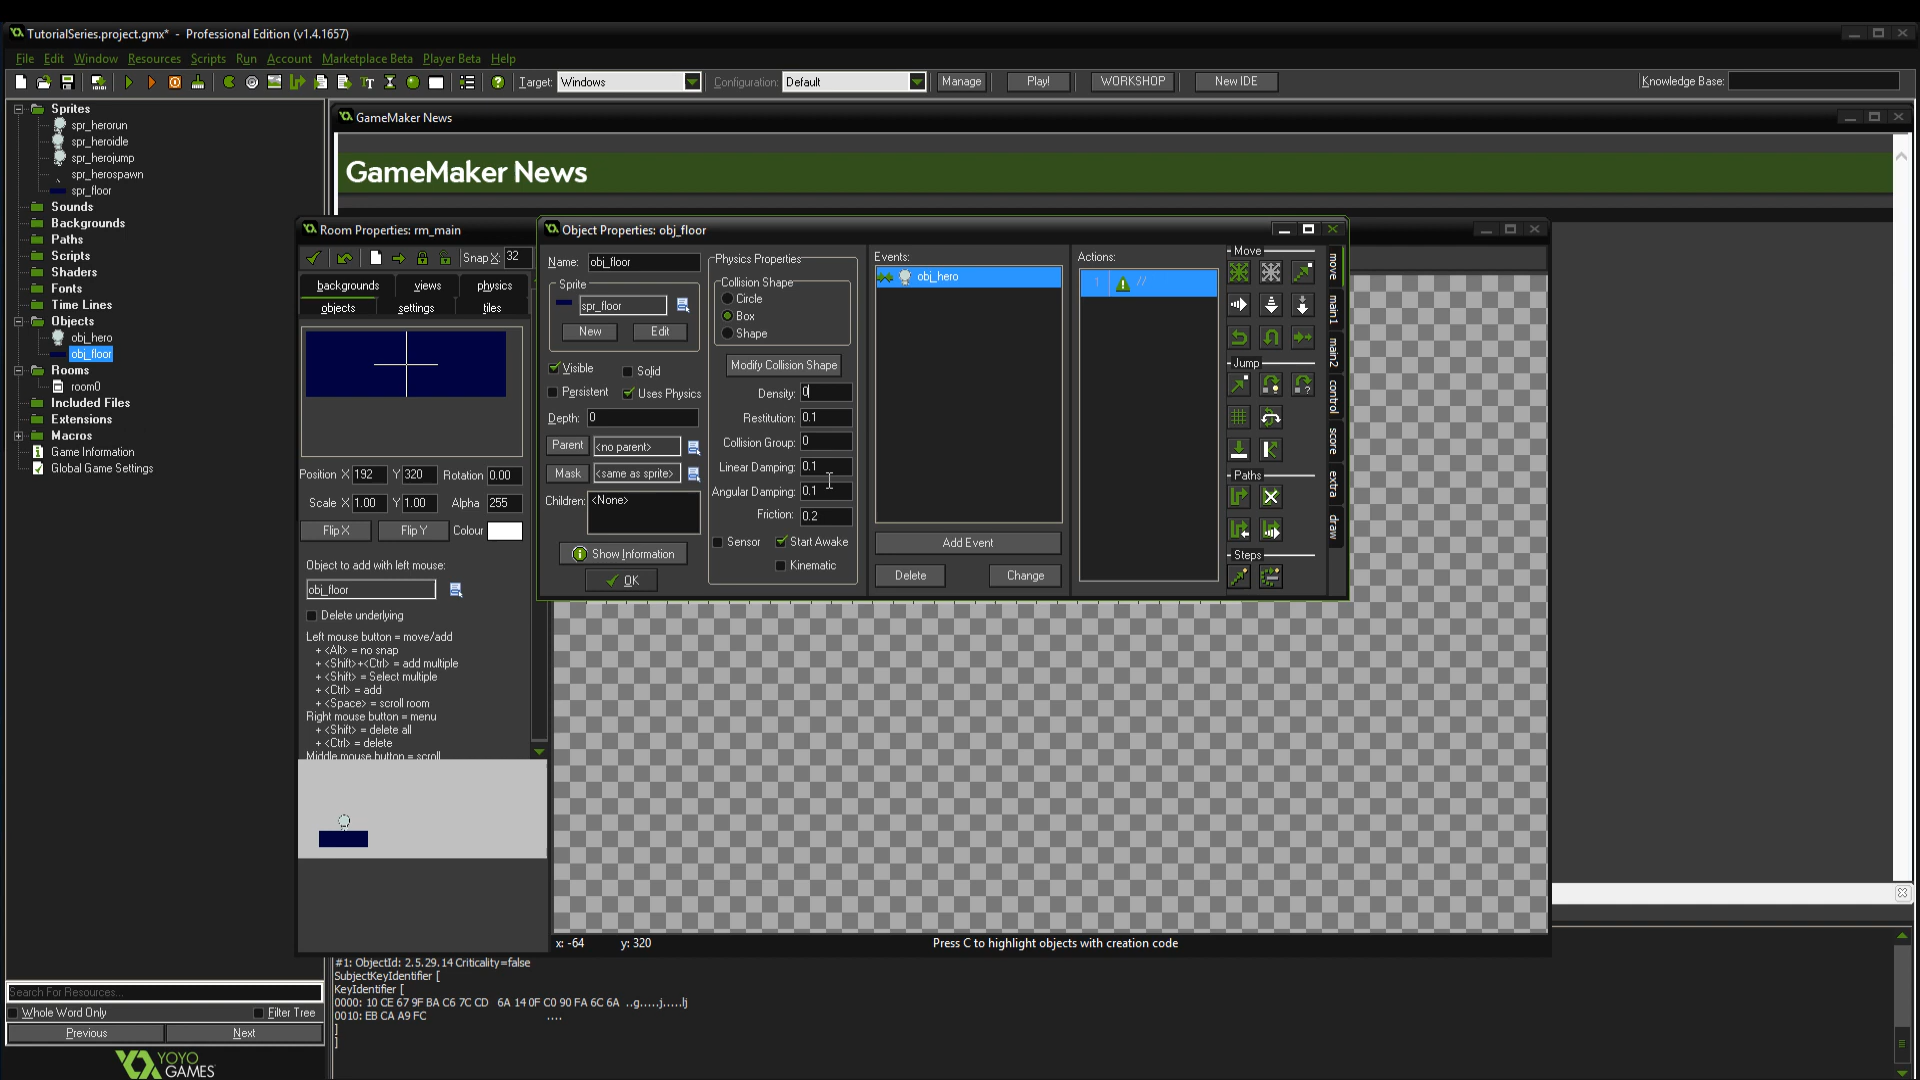 TutorialSeries.project.gmx* - Professional Edition (v1.4.1657)
File Edit Window Resources Scripts Run Account Marketplace Beta Player Beta Help
Target: Windows Configuration: Default Manage Play! WORKSHOP New IDE Knowledge Base:
Sprites
spr_herorun
spr_heroidle
spr_herojump
spr_herospawn
spr_floor
Sounds
Backgrounds
Paths
Scripts
Shaders
Fonts
Time Lines
Objects
obj_hero
obj_floor
Rooms
room0
Included Files
Extensions
Macros
Game Information
Global Game Settings
Search For Resources...
Whole Word Only Filter Tree
Previous Next
YOYO
GAMES
GameMaker News
GameMaker News
Room Properties: rm_main
Snap X: 32
backgrounds views physics
objects settings tiles
Position X 192 Y 320 Rotation 0.00
Scale X 1.00 Y 1.00 Alpha 255
Flip X Flip Y Colour
Object to add with left mouse:
obj_floor
Delete underlying
Left mouse button = move/add
+ <Alt> = no snap
+ <Shift>+<Ctrl> = add multiple
+ <Shift> = Select multiple
+ <Ctrl> = add
+ <Space> = scroll room
Right mouse button = menu
+ <Shift> = delete all
+ <Ctrl> = delete
Middle mouse button = scroll
Object Properties: obj_floor
Name: obj_floor
Sprite
spr_floor
New Edit
Visible Solid
Persistent Uses Physics
Depth: 0
Parent <no parent>
Mask <same as sprite>
Children: <None>
Show Information
OK
Physics Properties
Collision Shape
Circle
Box
Shape
Modify Collision Shape
Density: 0
Restitution: 0.1
Collision Group: 0
Linear Damping: 0.1
Angular Damping: 0.1
Friction: 0.2
Sensor Start Awake
Kinematic
Events:
obj_hero
Add Event
Delete Change
Actions:
1 //
Move
Jump
Paths
Steps
move
main1
main2
control
score
extra
draw
x: -64 y: 320 Press C to highlight objects with creation code
#1: ObjectId: 2.5.29.14 Criticality=false
SubjectKeyIdentifier [
KeyIdentifier [
0000: 10 CE 67 9F BA C6 7C CD 6A 14 0F C0 90 FA 6C 6A ..g.....j.....lj
0010: EB CA A9 FC ....
]
]